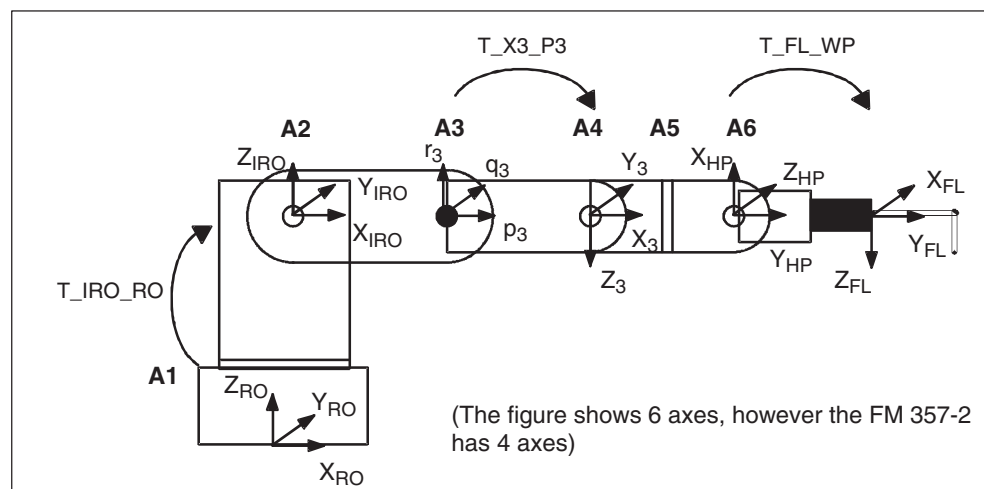 T_X3_P3
T_FL_WP
A2
A3
A4
A5
A6
Z_IRO
r_3
q_3
Y_3
X_HP
Z_HP
X_FL
Y_IRO
X_IRO
p_3
X_3
Y_HP
Y_FL
Z_3
Z_FL
T_IRO_RO
A1
Z_RO
Y_RO
X_RO
(The figure shows 6 axes, however the FM 357-2
has 4 axes)